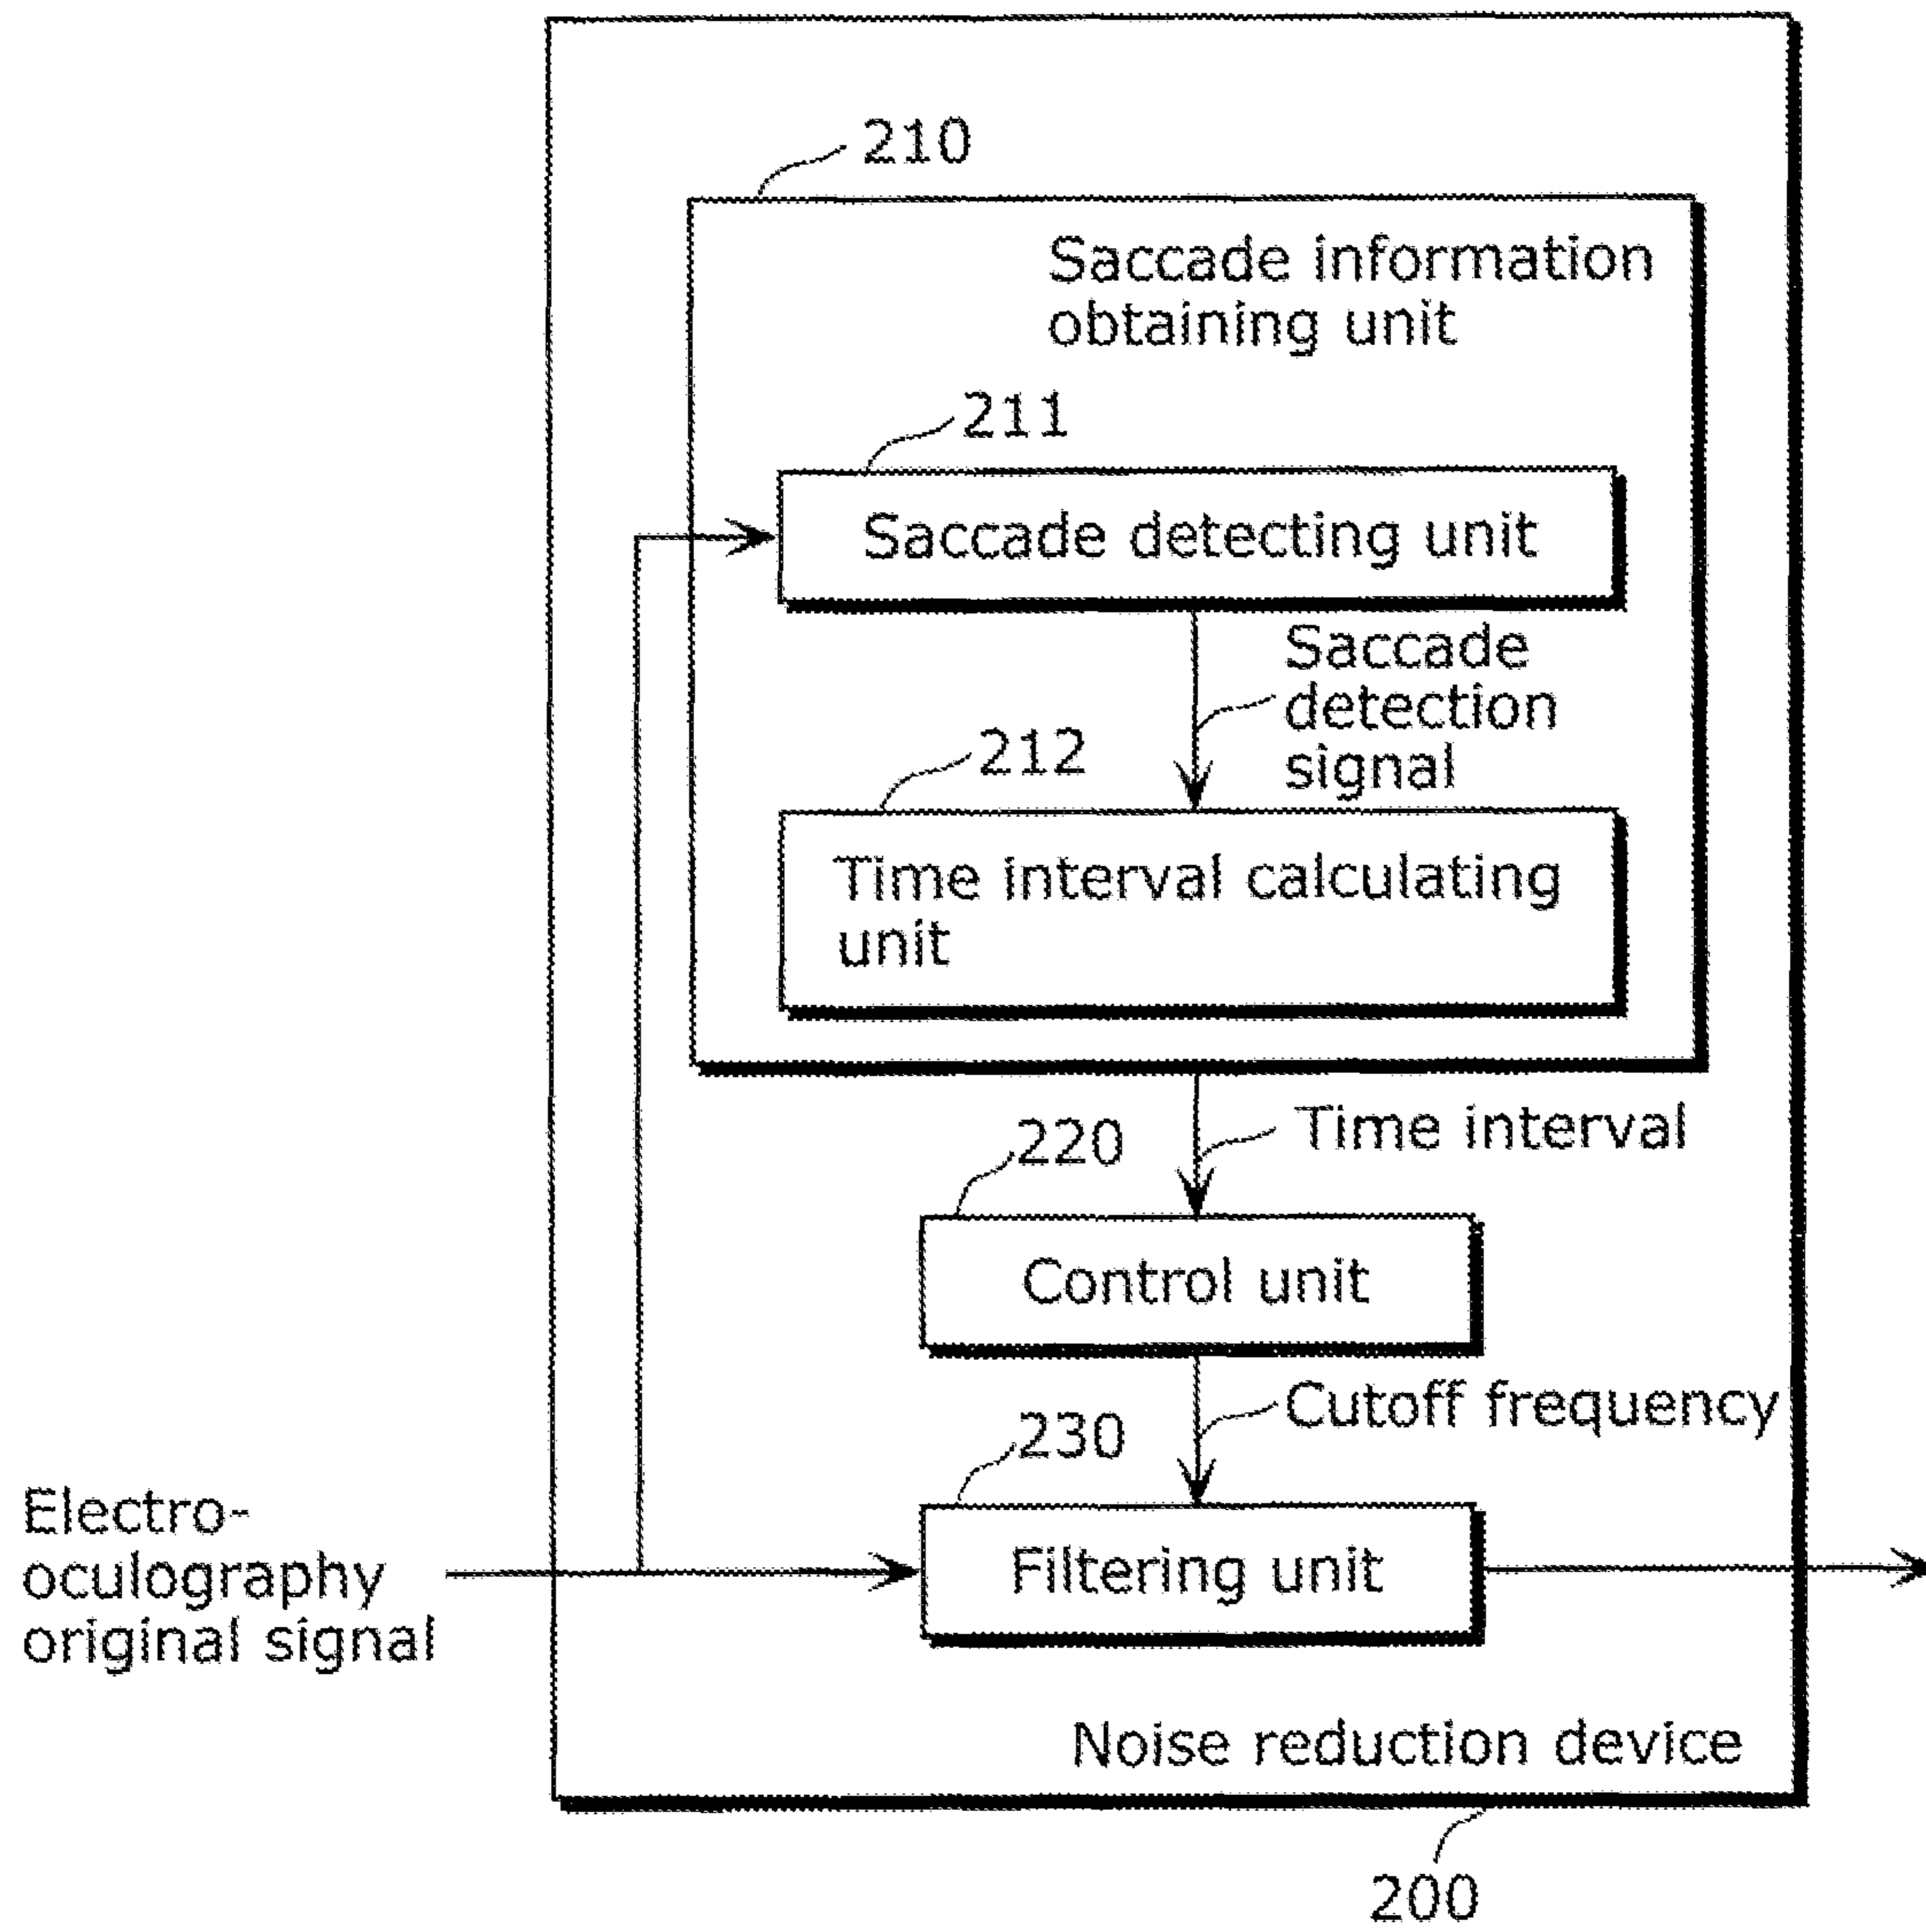 210
Saccade information
obtaining unit
211
Saccade detecting unit
Saccade
detection
signal
212
Time interval calculating
unit
Time interval
220
Control unit
Cutoff frequency
230
Electro-
oculography
original signal
Filtering unit
Noise reduction device
200